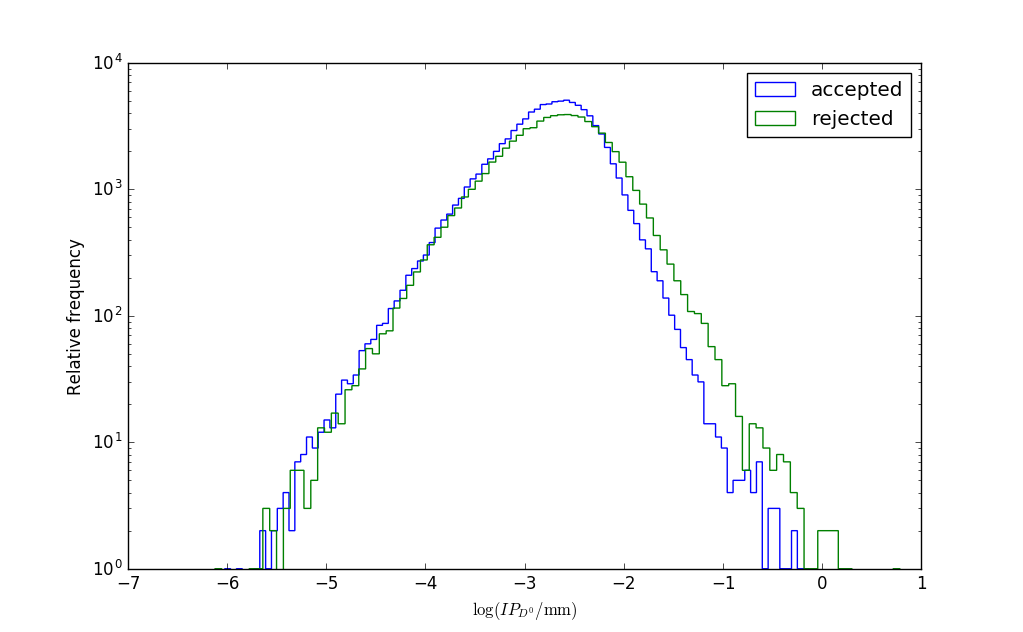 accepted
rejected
Relative frequency
10^4
10^3
10^2
10^1
10^0
−7 −6 −5 −4 −3 −2 −1 0 1
log(IP_{D^0}/mm)